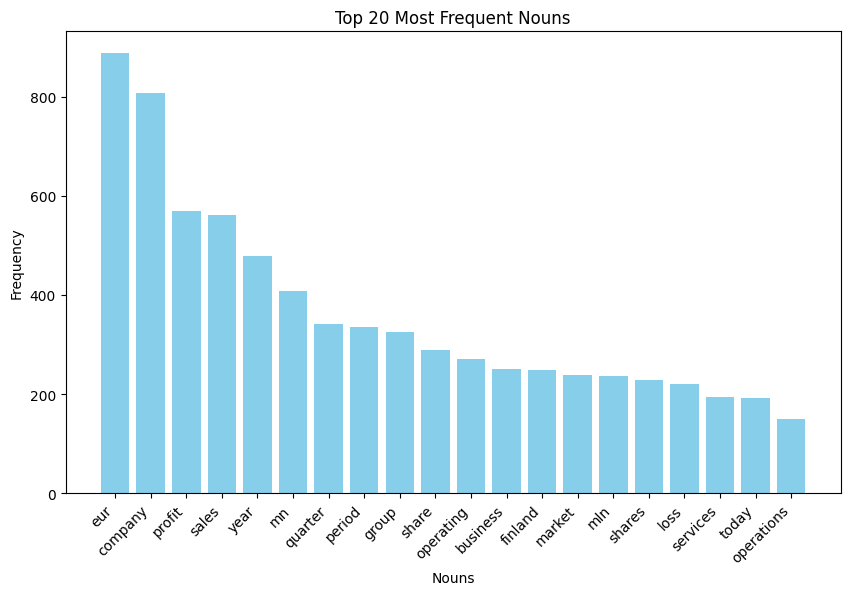 Top 20 Most Frequent Nouns
Frequency
800
600
400
200
0
eur
company
profit
sales
year
mn
quarter
period
group
share
operating
business
finland
market
mln
shares
loss
services
today
operations
Nouns